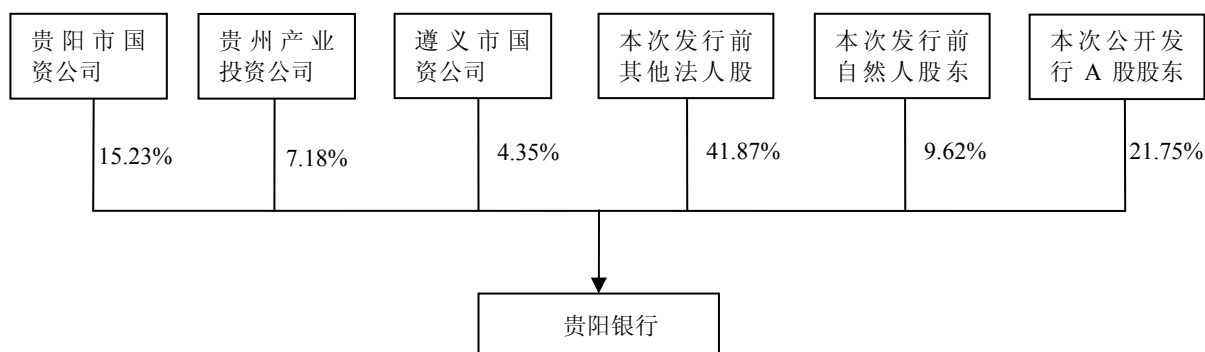 贵阳市国
资公司
贵州产业
投资公司
遵义市国
资公司
本次发行前
其他法人股
本次发行前
自然人股东
本次公开发
行 A 股股东
15.23%
7.18%
4.35%
41.87%
9.62%
21.75%
贵阳银行